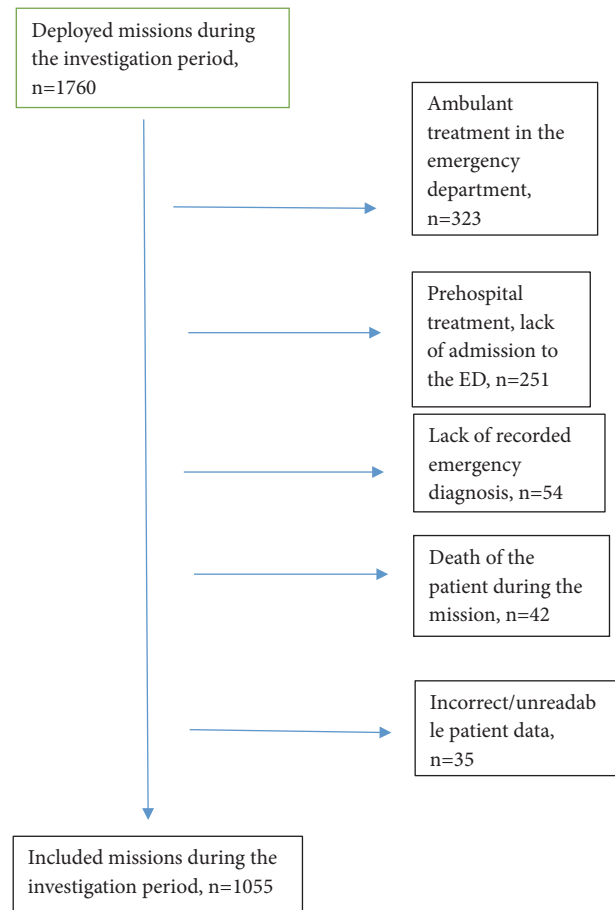 Deployed missions during
the investigation period,
n=1760
Ambulant
treatment in the
emergency
department,
n=323
Prehospital
treatment, lack
of admission to
the ED, n=251
Lack of recorded
emergency
diagnosis, n=54
Death of the
patient during the
mission, n=42
Incorrect/unreadab
le patient data,
n=35
Included missions during the
investigation period, n=1055